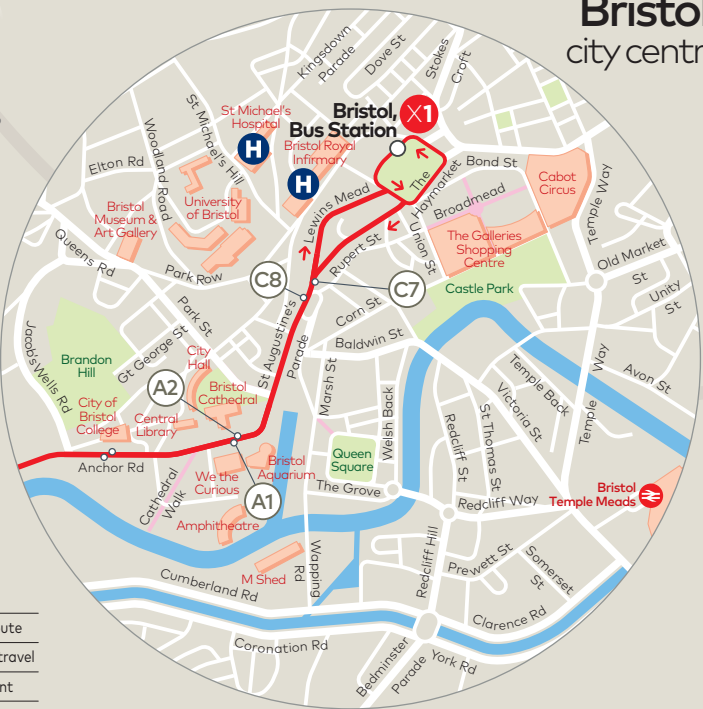 Bristol
city centr
Kingsdown
Parade
Dove St
Stokes
Croft
St Michael's
Hospital
H
Bristol Royal
Infirmary
H
Bristol,
Bus Station
X1
St Michael's Hill
Woodland Road
Elton Rd
University
of Bristol
Bristol
Museum &
Art Gallery
Queens Rd
Park Row
Lewins Mead
The
Haymarket
Bond St
Broadmead
Union St
Rupert St
Cabot
Circus
The Galleries
Shopping
Centre
Castle Park
Temple Way
Old Market
St
Unity
St
C8
C7
Corn St
Baldwin St
St Augustine's
Parade
Park St
Gt George St
Jacob's Wells Rd
Brandon
Hill
City
Hall
A2
Bristol
Cathedral
City of
Bristol
College
Central
Library
Anchor Rd
Cathedral
Walk
We the
Curious
Bristol
Aquarium
A1
Amphitheatre
M Shed
Marsh St
Queen
Square
Welsh Back
The Grove
Redcliff St
St Thomas St
Victoria St
Temple Back
Temple
Way
Avon St
Bristol
Temple Meads
Redcliff Way
Redcliff Hill
Prewett St
Somerset
St
Wapping
Rd
Cumberland Rd
Coronation Rd
Clarence Rd
York Rd
Bedminster
Parade
ute
travel
nt